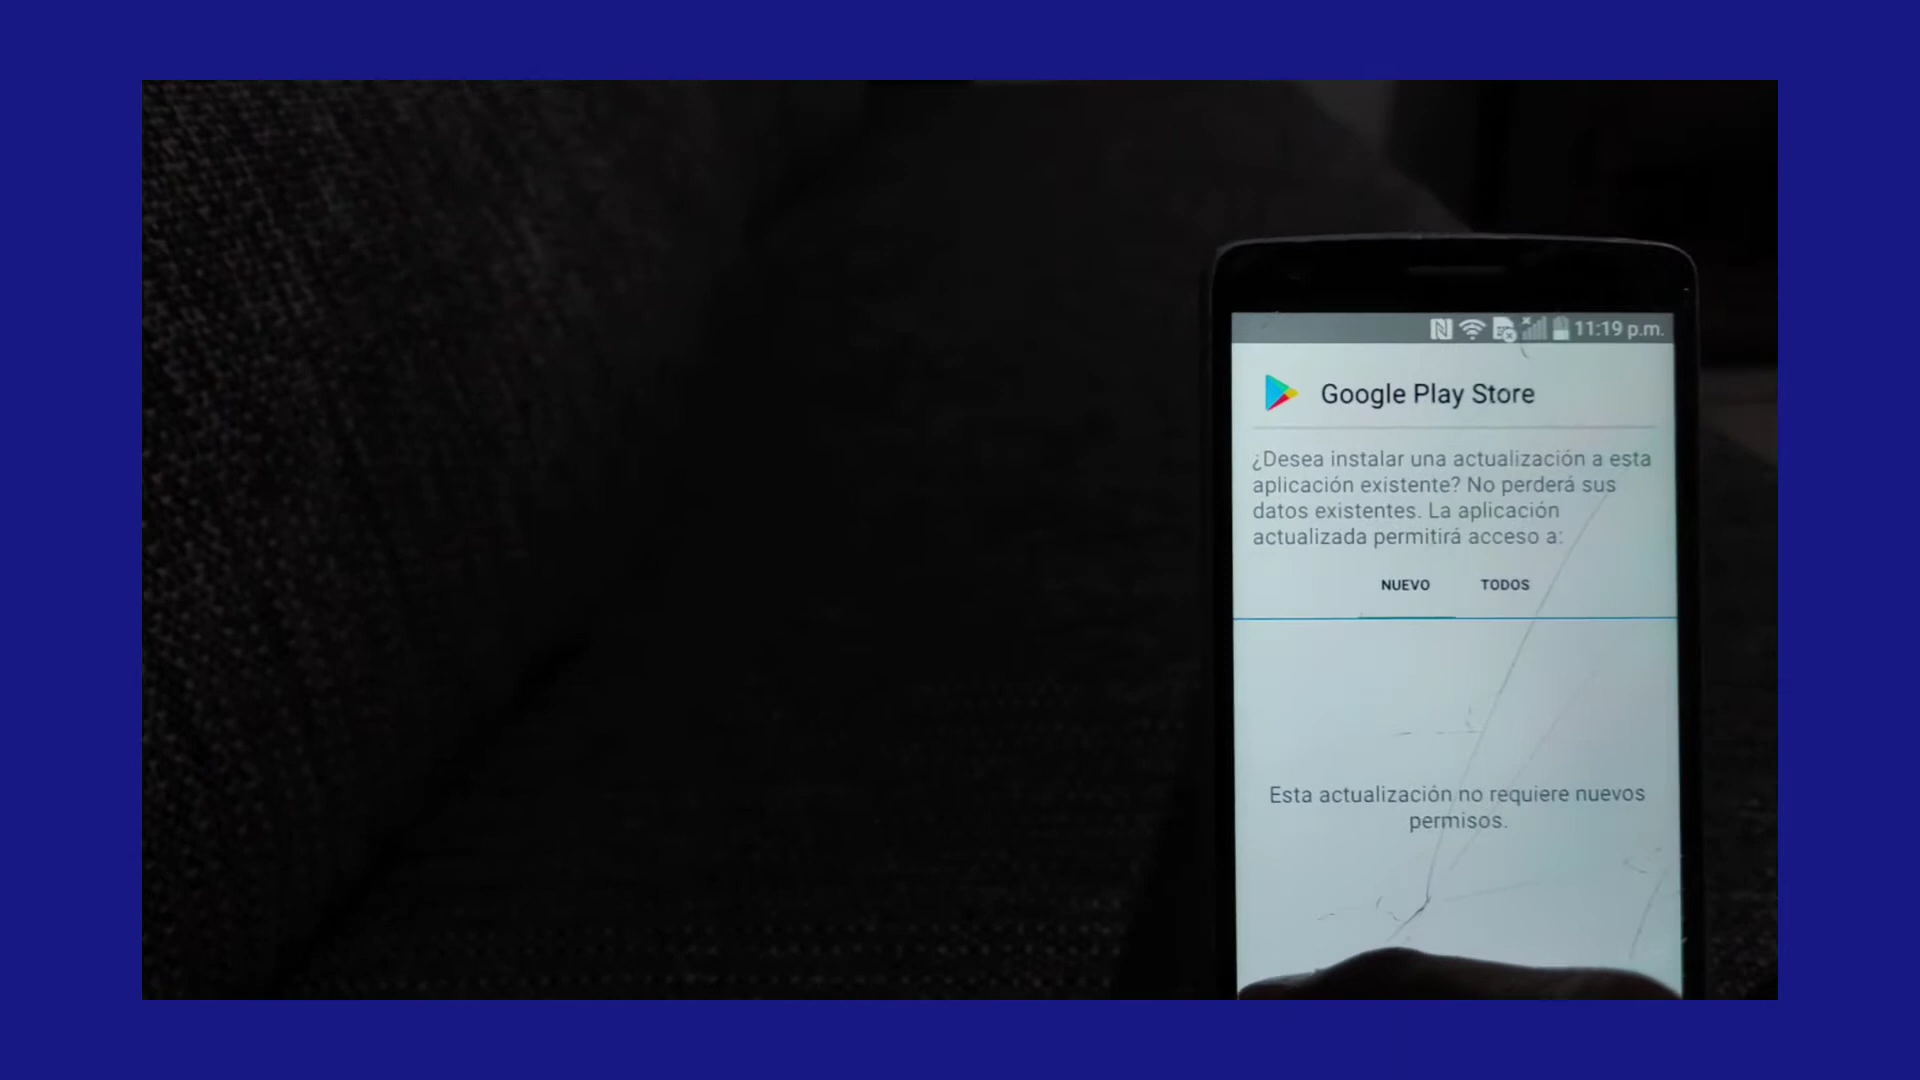 11:19 p.m.
Google Play Store
¿Desea instalar una actualización a esta
aplicación existente? No perderá sus
datos existentes. La aplicación
actualizada permitirá acceso a:
NUEVO TODOS
Esta actualización no requiere nuevos
permisos.